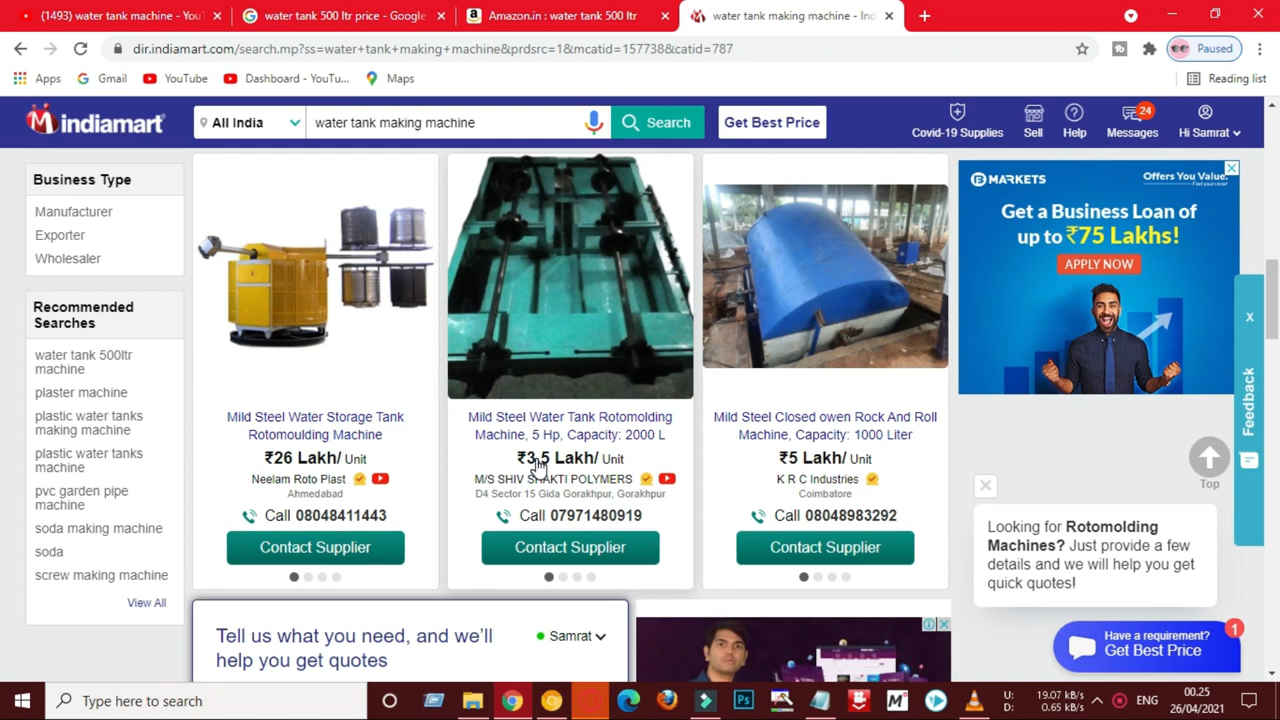 (1493) water tank machine - You
water tank 500 ltr price - Google
Amazon.in : water tank 500 ltr
water tank making machine - Ind
dir.indiamart.com/search.mp?ss=water+tank+making+machine&prdsrc=1&mcatid=157738&catid=787
Paused
Apps
Gmail
YouTube
Dashboard - YouTu...
Maps
Reading list
indiamart
All India
water tank making machine
Search
Get Best Price
Covid-19 Supplies
Sell
Help
24
Messages
Hi Samrat
Business Type
Manufacturer
Exporter
Wholesaler
Recommended
Searches
water tank 500ltr
machine
plaster machine
plastic water tanks
making machine
plastic water tanks
machine
pvc garden pipe
machine
soda making machine
soda
screw making machine
View All
Mild Steel Water Storage Tank
Rotomoulding Machine
₹26 Lakh/ Unit
Neelam Roto Plast
Ahmedabad
Call 08048411443
Contact Supplier
Mild Steel Water Tank Rotomolding
Machine, 5 Hp, Capacity: 2000 L
₹3.5 Lakh/ Unit
M/S SHIV SHAKTI POLYMERS
D4 Sector 15 Gida Gorakhpur, Gorakhpur
Call 07971480919
Contact Supplier
Mild Steel Closed owen Rock And Roll
Machine, Capacity: 1000 Liter
₹5 Lakh/ Unit
K R C Industries
Coimbatore
Call 08048983292
Contact Supplier
MARKETS
Offers You Value.
Get a Business Loan of
up to ₹75 Lakhs!
APPLY NOW
x
Feedback
Top
Looking for Rotomolding
Machines? Just provide a few
details and we will help you get
quick quotes!
Tell us what you need, and we'll
help you get quotes
Samrat
Have a requirement?
Get Best Price
1
Type here to search
Ps
U: 19.07 kB/s
D: 0.65 kB/s
ENG
00.25
26/04/2021